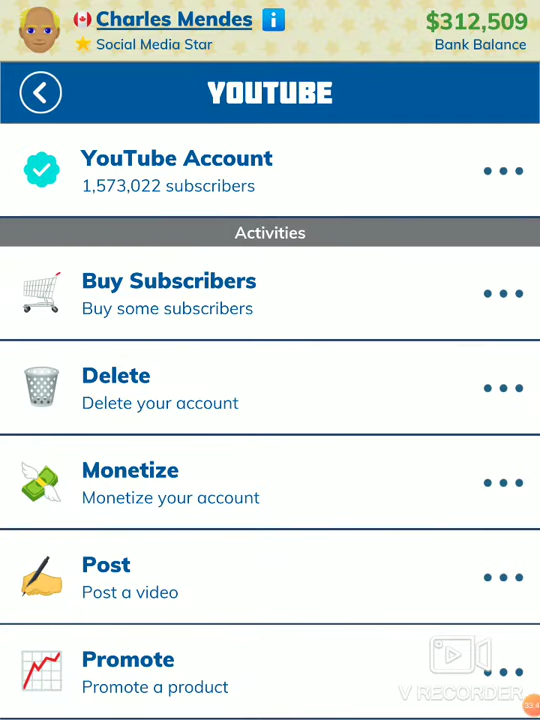 Charles Mendes
$312,509
Social Media Star
Bank Balance
YOUTUBE
YouTube Account
1,573,022 subscribers
Activities
Buy Subscribers
Buy some subscribers
Delete
Delete your account
Monetize
Monetize your account
Post
Post a video
Promote
Promote a product
V RECORDER